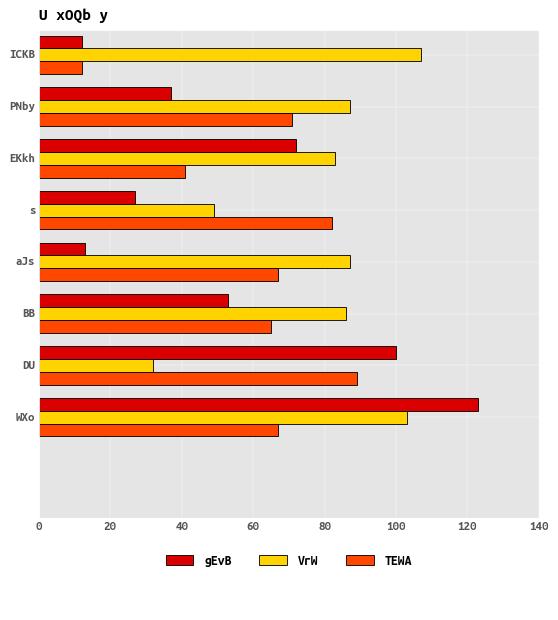 U xOQb y
ICKB
PNby
EKkh
s
aJs
BB
DU
WXo
0 20 40 60 80 100 120 140
gEvB VrW TEWA